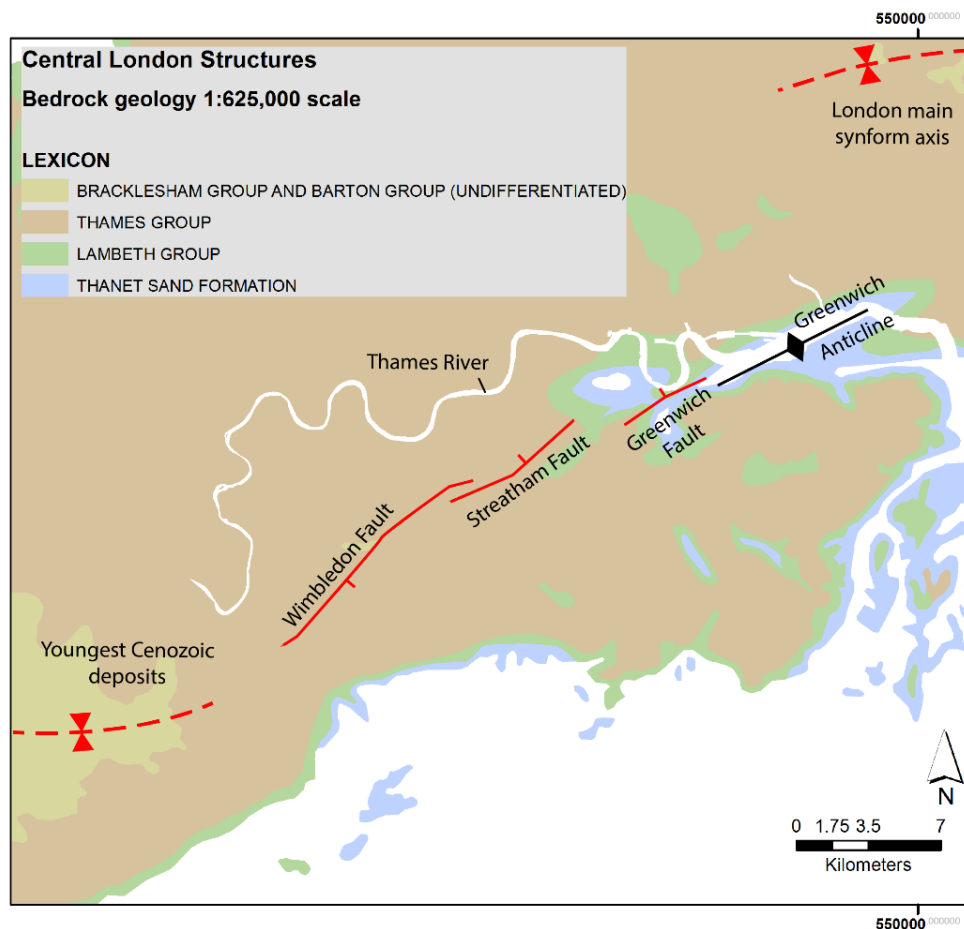 550000 000000
Central London Structures
Bedrock geology 1:625,000 scale
LEXICON
BRACKLESHAM GROUP AND BARTON GROUP (UNDIFFERENTIATED)
THAMES GROUP
LAMBETH GROUP
THANET SAND FORMATION
London main
synform axis
Greenwich
Anticline
Thames River
Greenwich
Fault
Streatham Fault
Wimbledon Fault
Youngest Cenozoic
deposits
N
0 1.75 3.5 7
Kilometers
550000 000000